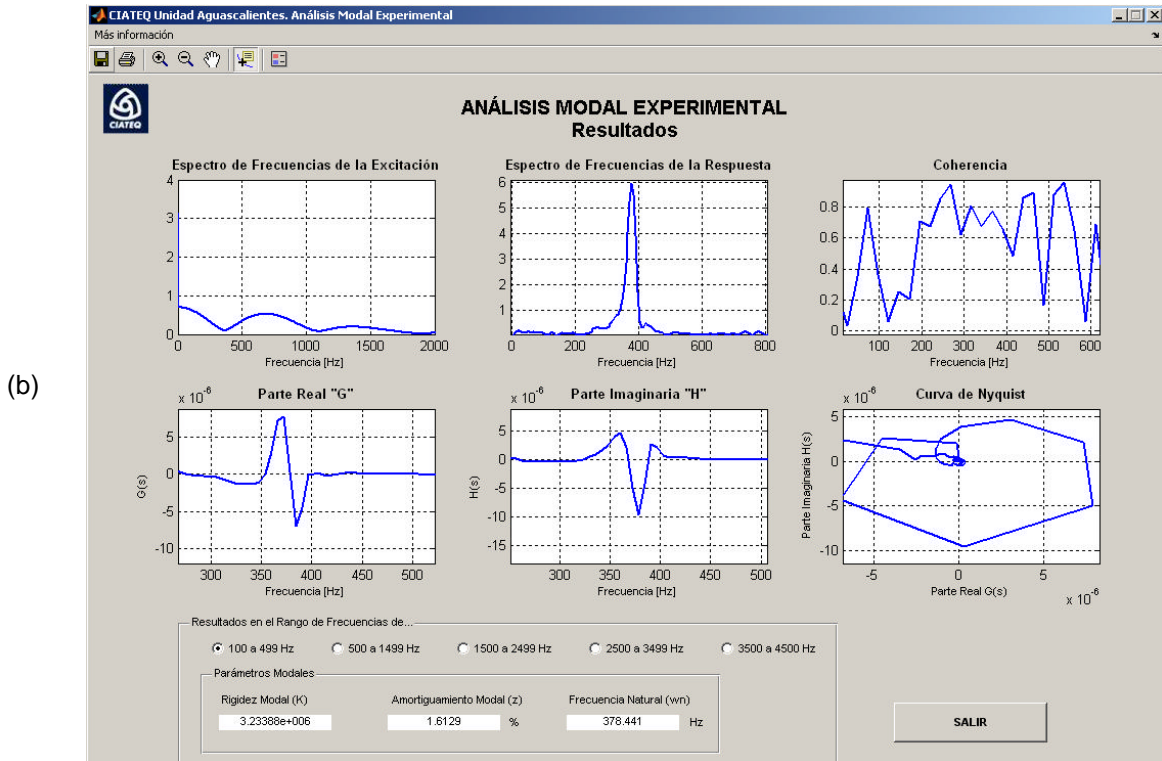 CIATEQ Unidad Aguascalientes. Análisis Modal Experimental
Más información
CIATEQ
ANÁLISIS MODAL EXPERIMENTAL
Resultados
(b)
Espectro de Frecuencias de la Excitación
4
3
2
1
0
0 500 1000 1500 2000
Frecuencia [Hz]
Espectro de Frecuencias de la Respuesta
6
5
4
3
2
1
0 200 400 600 800
Frecuencia [Hz]
Coherencia
0.8
0.6
0.4
0.2
0
100 200 300 400 500 600
Frecuencia [Hz]
x 10^-6
Parte Real "G"
G(s)
5
0
-5
-10
300 350 400 450 500
Frecuencia [Hz]
x 10^-6
Parte Imaginaria "H"
H(s)
5
0
-5
-10
-15
300 350 400 450 500
Frecuencia [Hz]
x 10^-6
Curva de Nyquist
Parte Imaginaria H(s)
5
0
-5
-10
-5 0 5
Parte Real G(s)
x 10^-6
Resultados en el Rango de Frecuencias de...
100 a 499 Hz 500 a 1499 Hz 1500 a 2499 Hz 2500 a 3499 Hz 3500 a 4500 Hz
Parámetros Modales
Rigidez Modal (K) Amortiguamiento Modal (z) Frecuencia Natural (wn)
3.23388e+006 1.6129 % 378.441 Hz
SALIR